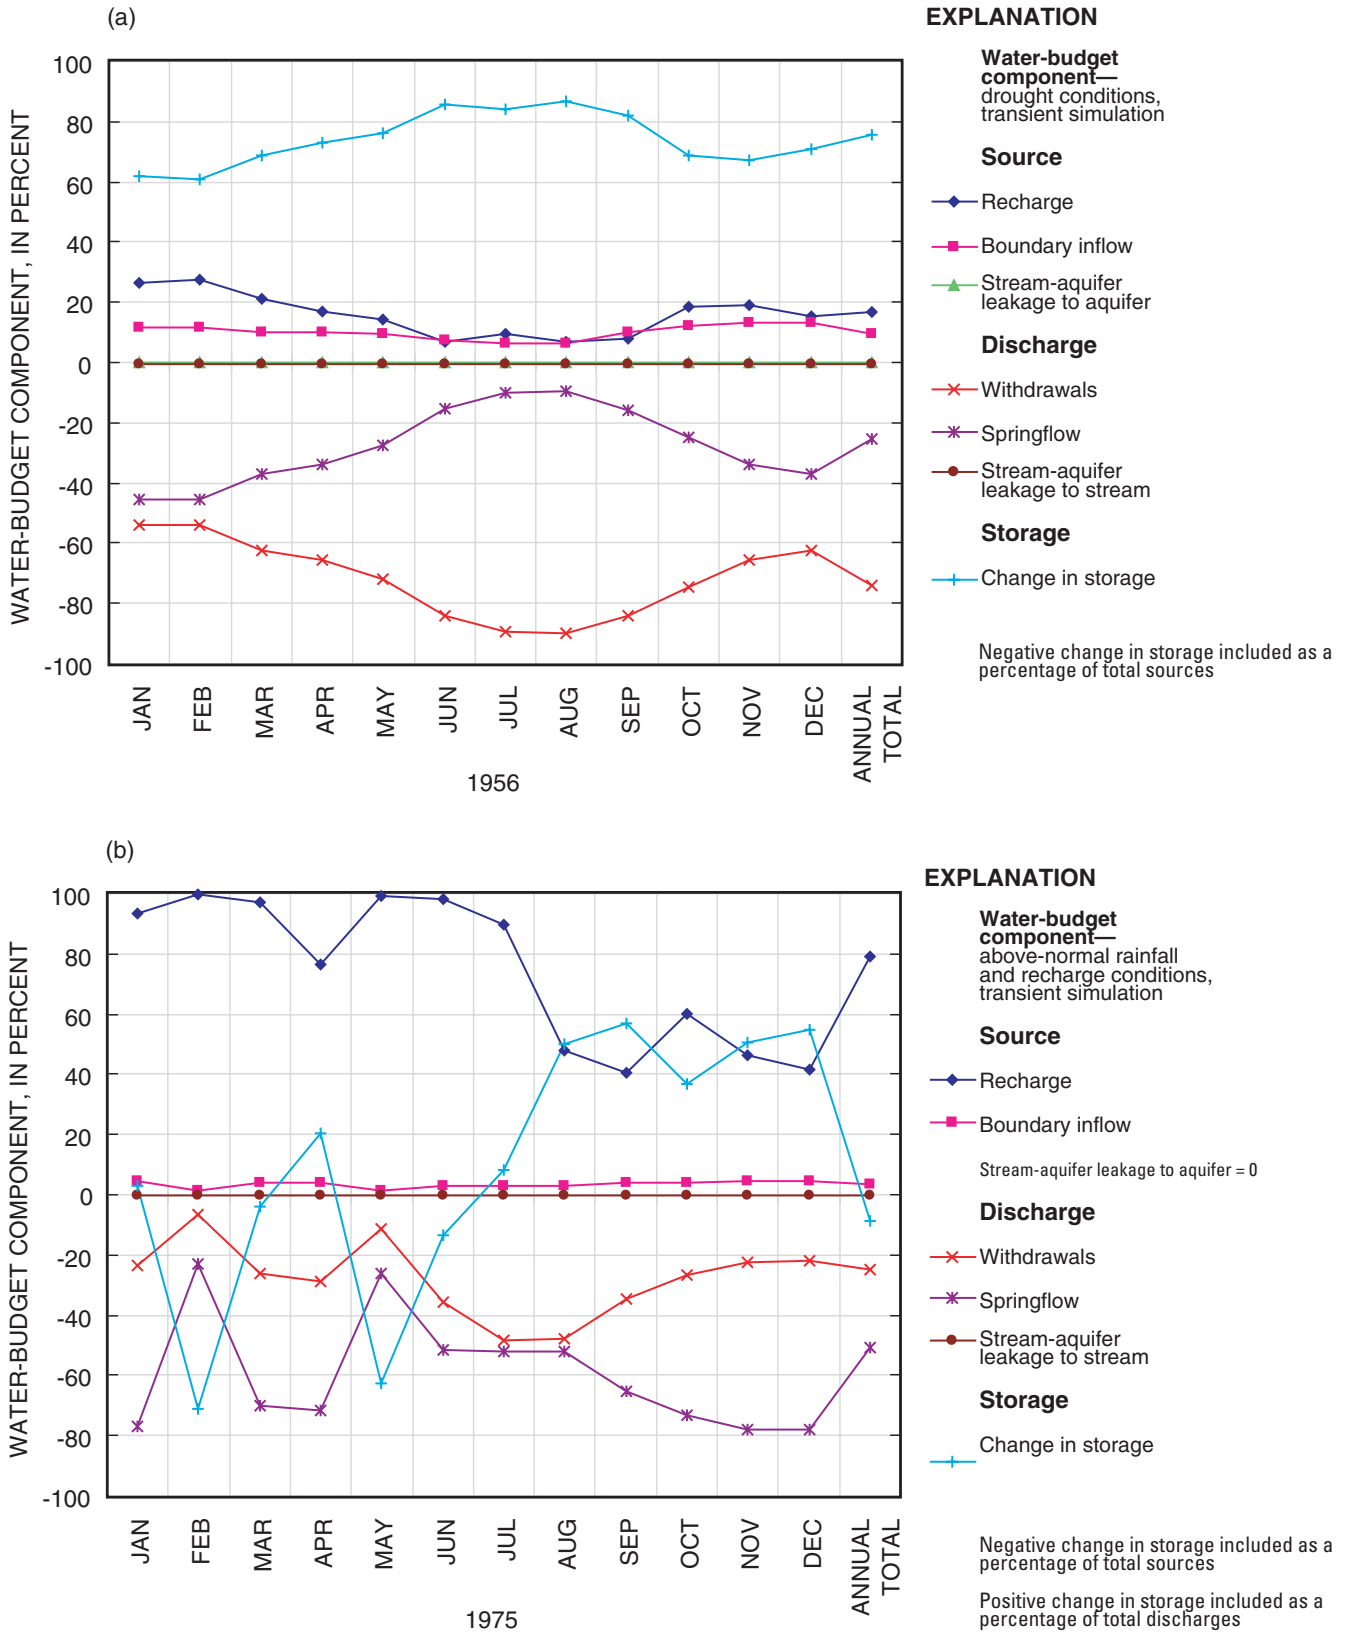 (a)
EXPLANATION
Water-budget
component—
drought conditions,
transient simulation
Source
Recharge
Boundary inflow
Stream-aquifer
leakage to aquifer
Discharge
Withdrawals
Springflow
Stream-aquifer
leakage to stream
Storage
Change in storage
Negative change in storage included as a
percentage of total sources
WATER-BUDGET COMPONENT, IN PERCENT
100
80
60
40
20
0
-20
-40
-60
-80
-100
JAN
FEB
MAR
APR
MAY
JUN
JUL
AUG
SEP
OCT
NOV
DEC
ANNUAL
TOTAL
1956
(b)
EXPLANATION
Water-budget
component—
above-normal rainfall
and recharge conditions,
transient simulation
Source
Recharge
Boundary inflow
Stream-aquifer leakage to aquifer = 0
Discharge
Withdrawals
Springflow
Stream-aquifer
leakage to stream
Storage
Change in storage
Negative change in storage included as a
percentage of total sources
Positive change in storage included as a
percentage of total discharges
WATER-BUDGET COMPONENT, IN PERCENT
100
80
60
40
20
0
-20
-40
-60
-80
-100
JAN
FEB
MAR
APR
MAY
JUN
JUL
AUG
SEP
OCT
NOV
DEC
ANNUAL
TOTAL
1975